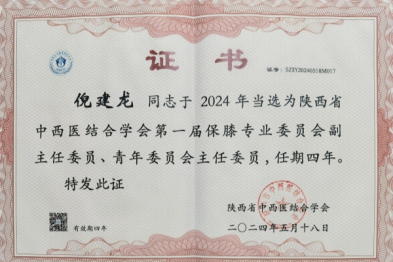 证书
证号：SZXY20240518M017
倪建龙 同志于 2024 年当选为陕西省
中西医结合学会第一届保膝专业委员会副
主任委员、青年委员会主任委员，任期四年。
特发此证
陕西省中西医结合学会
有效期四年
二〇二四年五月十八日